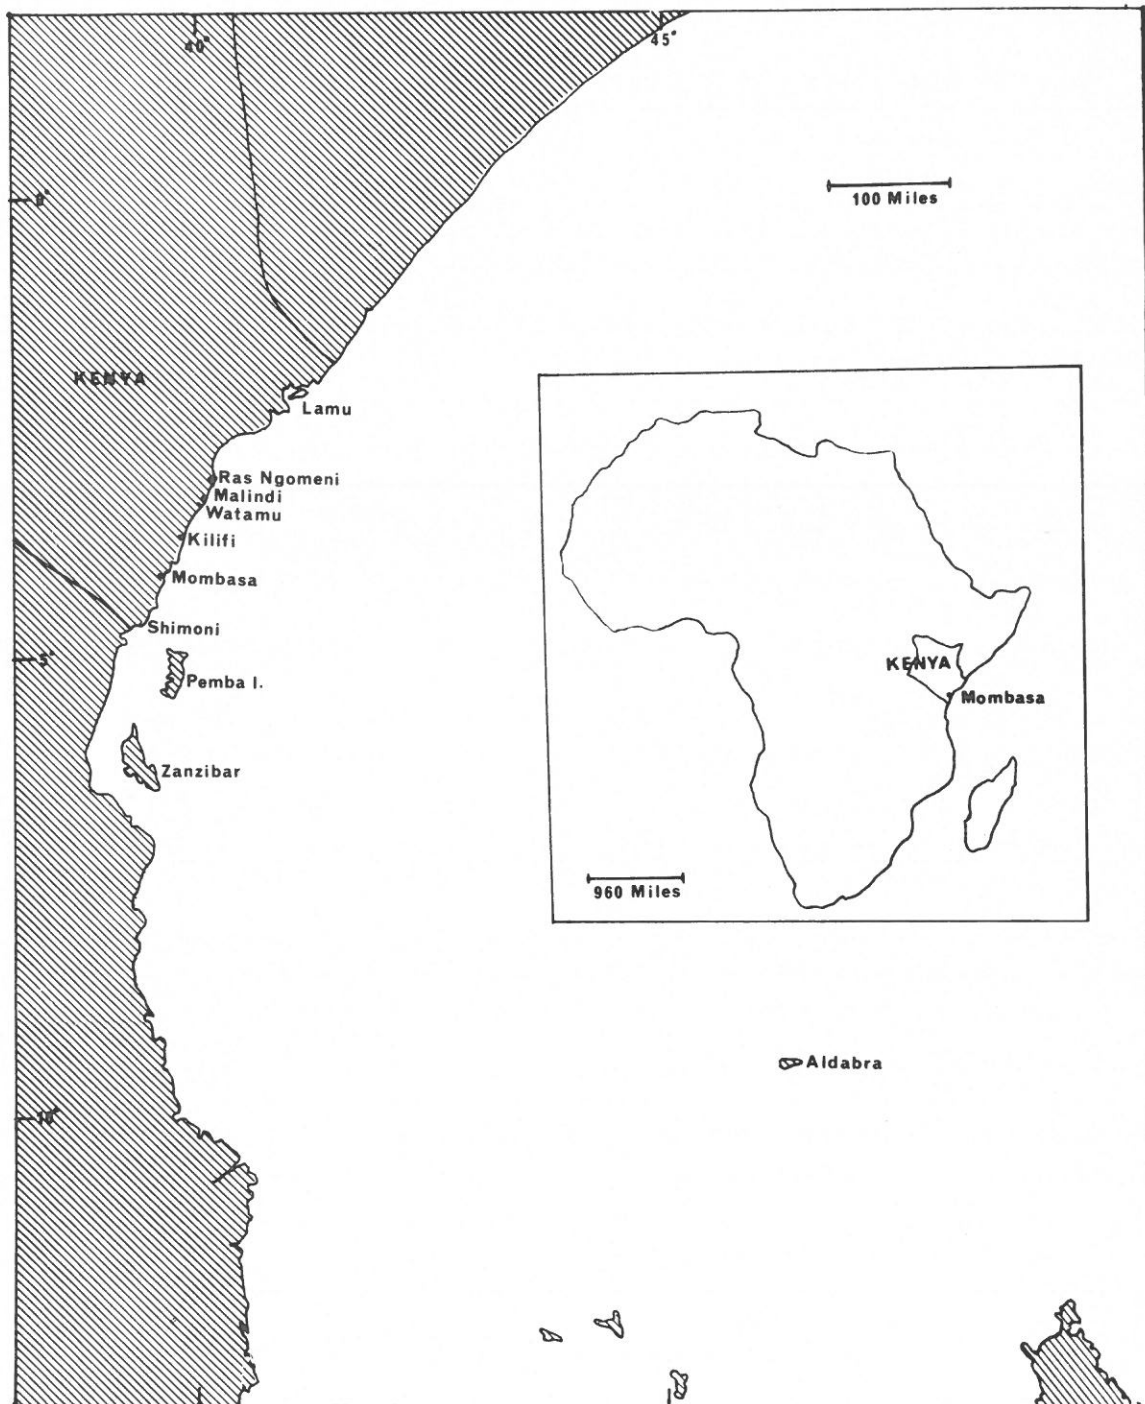 40°
45°
0°
100 Miles
KENYA
Lamu
Ras Ngomeni
Malindi
Watamu
Kilifi
Mombasa
Shimoni
5°
Pemba I.
Zanzibar
KENYA
Mombasa
960 Miles
Aldabra
10°